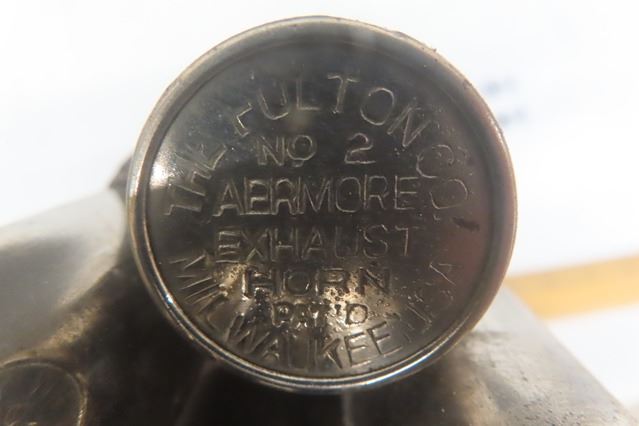 THE FULTON CO.
No 2
AERMORE
EXHAUST
HORN
PAT'D
MILWAUKEE, USA